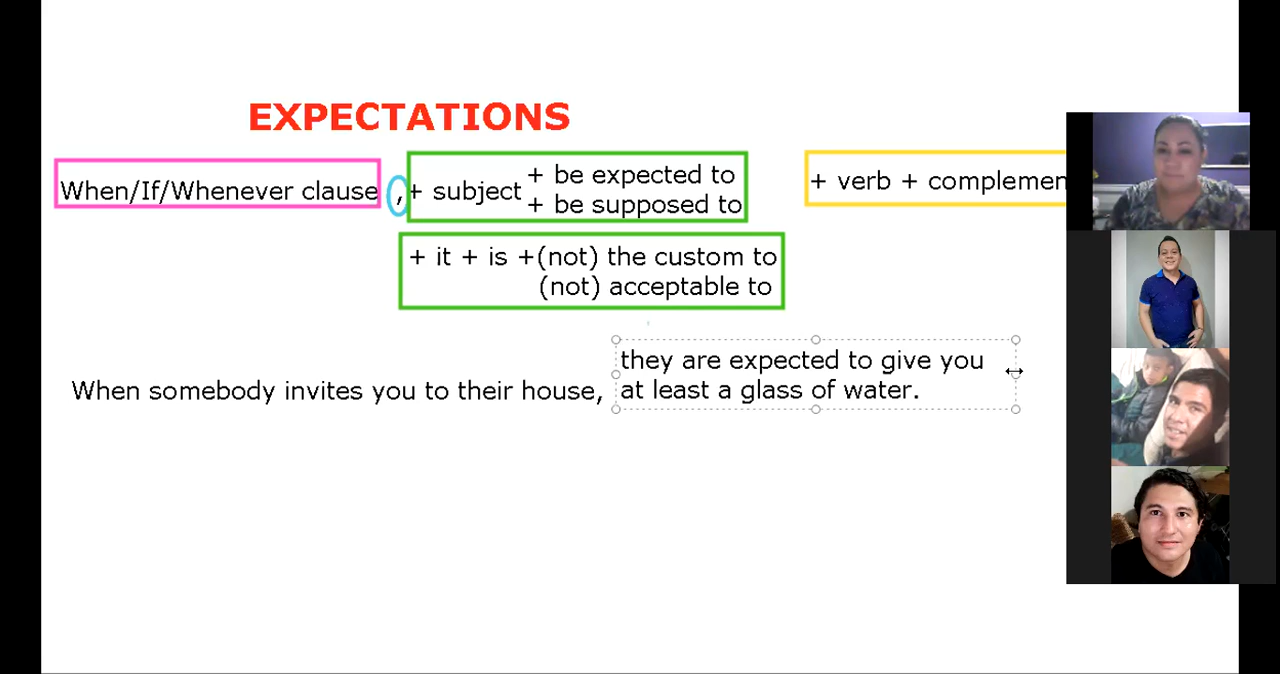 EXPECTATIONS
When/If/Whenever clause , + subject + be expected to
+ be supposed to
+ verb + complemen
+ it + is +(not) the custom to
(not) acceptable to
When somebody invites you to their house,
they are expected to give you
at least a glass of water.